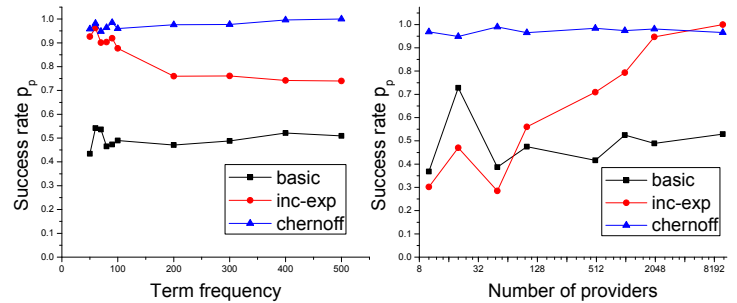 Success rate p_p
1.0
0.9
0.8
0.7
0.6
0.5
0.4
0.3
0.2
0.1
0.0
0 100 200 300 400 500
Term frequency
basic
inc-exp
chernoff
Success rate p_p
1.0
0.9
0.8
0.7
0.6
0.5
0.4
0.3
0.2
0.1
0.0
8 32 128 512 2048 8192
Number of providers
basic
inc-exp
chernoff